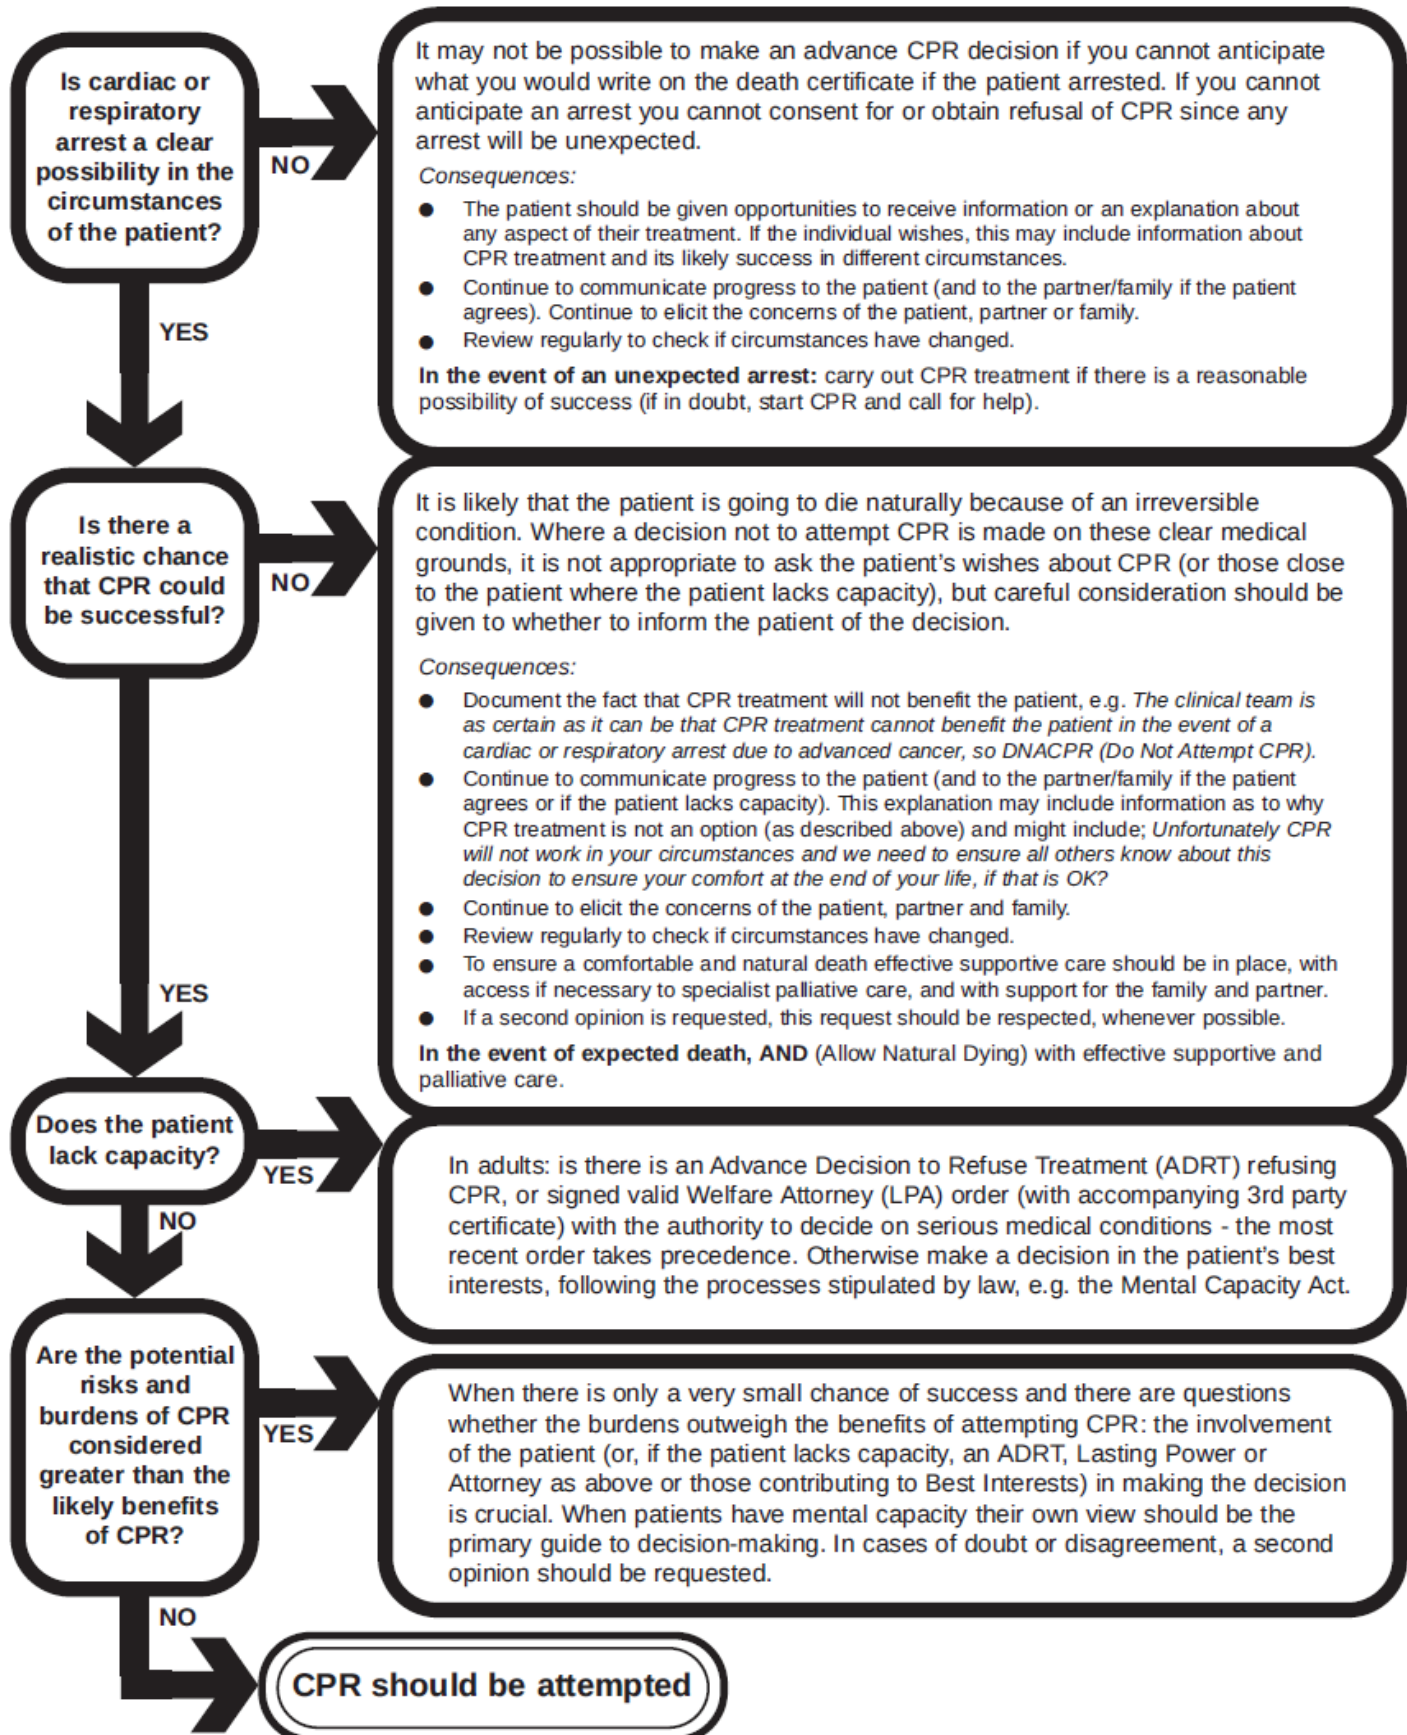 Is cardiac or
respiratory
arrest a clear
possibility in the
circumstances
of the patient?
NO
It may not be possible to make an advance CPR decision if you cannot anticipate
what you would write on the death certificate if the patient arrested. If you cannot
anticipate an arrest you cannot consent for or obtain refusal of CPR since any
arrest will be unexpected.
Consequences:
● The patient should be given opportunities to receive information or an explanation about
any aspect of their treatment. If the individual wishes, this may include information about
CPR treatment and its likely success in different circumstances.
● Continue to communicate progress to the patient (and to the partner/family if the patient
agrees). Continue to elicit the concerns of the patient, partner or family.
● Review regularly to check if circumstances have changed.
In the event of an unexpected arrest: carry out CPR treatment if there is a reasonable
possibility of success (if in doubt, start CPR and call for help).
YES
Is there a
realistic chance
that CPR could
be successful?
NO
It is likely that the patient is going to die naturally because of an irreversible
condition. Where a decision not to attempt CPR is made on these clear medical
grounds, it is not appropriate to ask the patient's wishes about CPR (or those close
to the patient where the patient lacks capacity), but careful consideration should be
given to whether to inform the patient of the decision.
Consequences:
● Document the fact that CPR treatment will not benefit the patient, e.g. The clinical team is
as certain as it can be that CPR treatment cannot benefit the patient in the event of a
cardiac or respiratory arrest due to advanced cancer, so DNACPR (Do Not Attempt CPR).
● Continue to communicate progress to the patient (and to the partner/family if the patient
agrees or if the patient lacks capacity). This explanation may include information as to why
CPR treatment is not an option (as described above) and might include; Unfortunately CPR
will not work in your circumstances and we need to ensure all others know about this
decision to ensure your comfort at the end of your life, if that is OK?
● Continue to elicit the concerns of the patient, partner and family.
● Review regularly to check if circumstances have changed.
● To ensure a comfortable and natural death effective supportive care should be in place, with
access if necessary to specialist palliative care, and with support for the family and partner.
● If a second opinion is requested, this request should be respected, whenever possible.
In the event of expected death, AND (Allow Natural Dying) with effective supportive and
palliative care.
YES
Does the patient
lack capacity?
YES
In adults: is there is an Advance Decision to Refuse Treatment (ADRT) refusing
CPR, or signed valid Welfare Attorney (LPA) order (with accompanying 3rd party
certificate) with the authority to decide on serious medical conditions - the most
recent order takes precedence. Otherwise make a decision in the patient's best
interests, following the processes stipulated by law, e.g. the Mental Capacity Act.
NO
Are the potential
risks and
burdens of CPR
considered
greater than the
likely benefits
of CPR?
YES
When there is only a very small chance of success and there are questions
whether the burdens outweigh the benefits of attempting CPR: the involvement
of the patient (or, if the patient lacks capacity, an ADRT, Lasting Power or
Attorney as above or those contributing to Best Interests) in making the decision
is crucial. When patients have mental capacity their own view should be the
primary guide to decision-making. In cases of doubt or disagreement, a second
opinion should be requested.
NO
CPR should be attempted